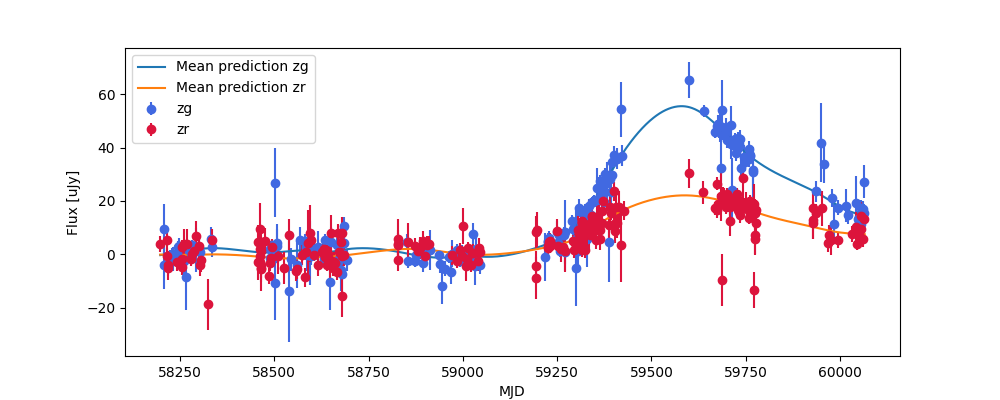 Mean prediction zg
Mean prediction zr
zg
zr
Flux [uJy]
60
40
20
0
−20
58250 58500 58750 59000 59250 59500 59750 60000
MJD